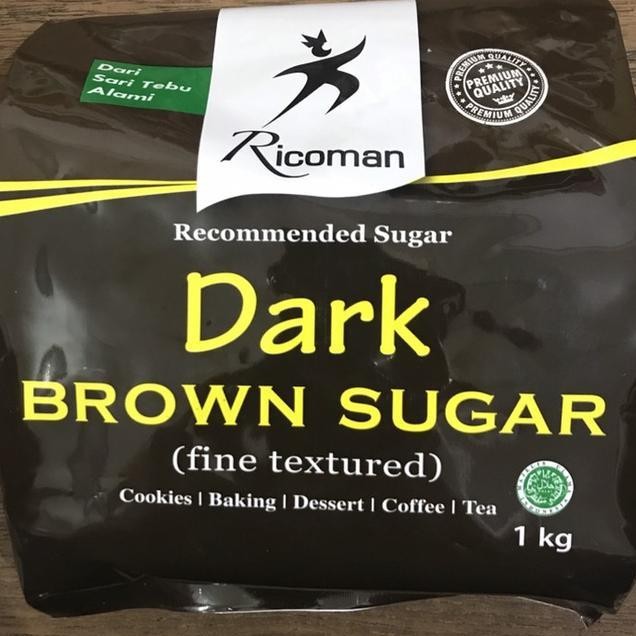 Dari
Sari Tebu
Alami
Ricoman
PREMIUM QUALITY
PREMIUM
QUALITY
PREMIUM QUALITY
Recommended Sugar
Dark
BROWN SUGAR
(fine textured)
Cookies | Baking | Dessert | Coffee | Tea
1 kg